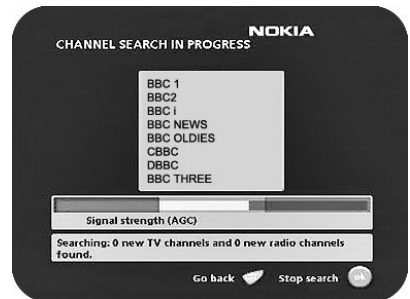 NOKIA
CHANNEL SEARCH IN PROGRESS
BBC 1
BBC2
BBC i
BBC NEWS
BBC OLDIES
CBBC
DBBC
BBC THREE
Signal strength (AGC)
Searching: 0 new TV channels and 0 new radio channels
found.
Go back Stop search ok